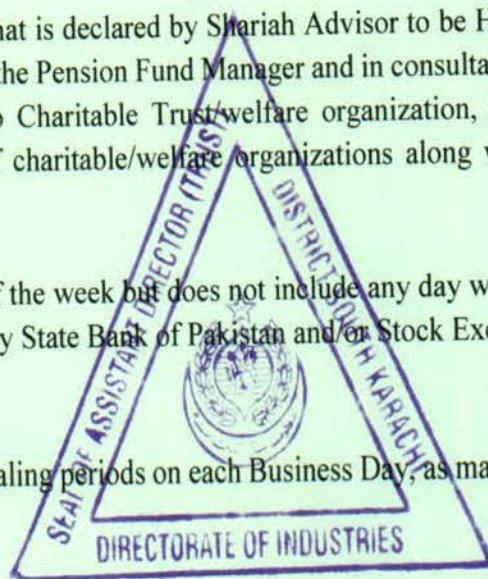 hat is declared by Shariah Advisor to be H
the Pension Fund Manager and in consulta
o Charitable Trust/welfare organization,
f charitable/welfare organizations along v
f the week but does not include any day w
y State Bank of Pakistan and/or Stock Exc
aling periods on each Business Day, as ma
SEAT OF ASSISTANT DIRECTOR (TRUST)
DISTRICT SOUTH KARACHI
DIRECTORATE OF INDUSTRIES